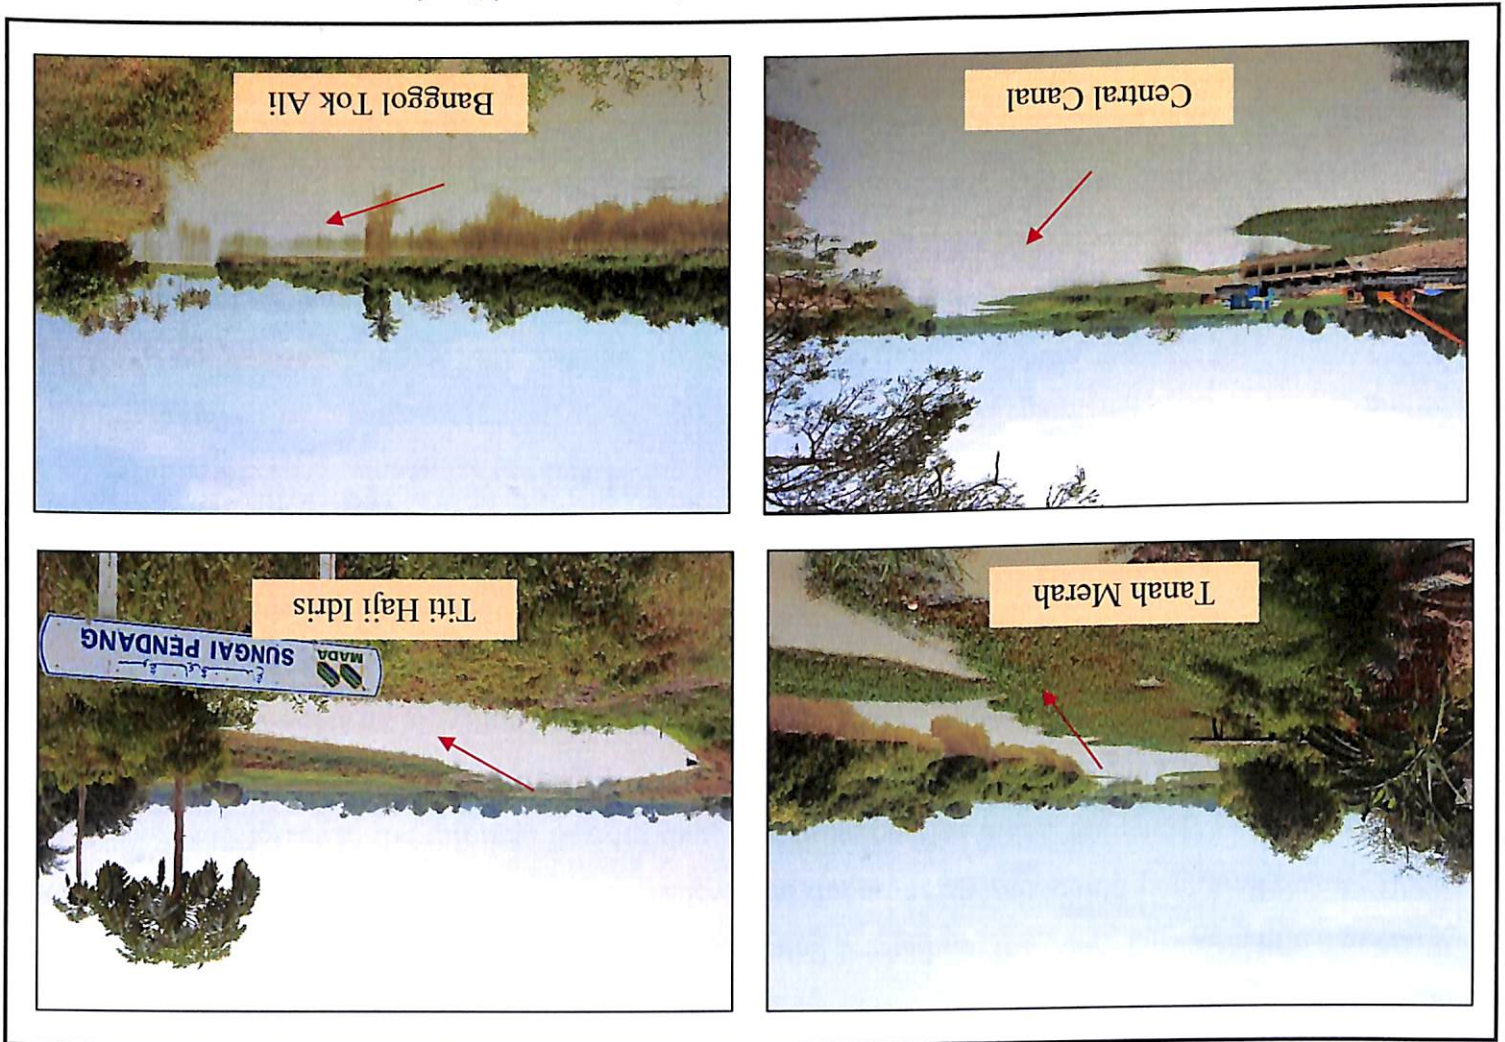 Tanah Merah
MADA
SUNGAI PENDANG
Titi Haji Idris
Central Canal
Banggol Tok Ali